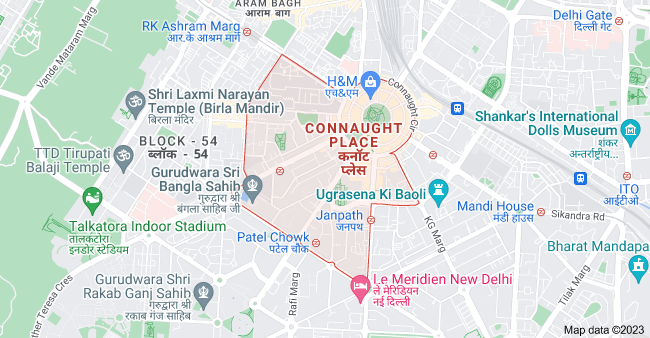 ARAM BAGH
आराम बाग
RK Ashram Marg
आर.के आश्रम मार्ग
Delhi Gate
दिल्ली गेट
Vande Mataram Marg
H&M
एच&एम
Connaught Cir
Shri Laxmi Narayan
Temple (Birla Mandir)
बिरला मंदिर
CONNAUGHT
PLACE
कनॉट
प्लेस
Shankar's International
Dolls Museum
शंकर
अन्तर्राष्ट्रीय...
BLOCK - 54
ब्लॉक - 54
TTD Tirupati
Balaji Temple
Gurudwara Sri
Bangla Sahib
गुरुद्वारा श्री
बंगला साहिब जी
Ugrasena Ki Baoli
ITO
आईटीओ
Talkatora Indoor Stadium
तालकटोरा
इनडोर स्टेडियम
Janpath
जनपथ
Mandi House
मंडी हाउस
Sikandra Rd
KG Marg
Patel Chowk
पटेल चौक
Bharat Mandapa
Gurudwara Shri
Rakab Ganj Sahib
गुरुद्वारा श्री
रकाब गंज साहिब
Rafi Marg
Le Meridien New Delhi
ले मेरिडियन
नई दिल्ली
Tilak Marg
ther Teresa Cres
Map data ©2023